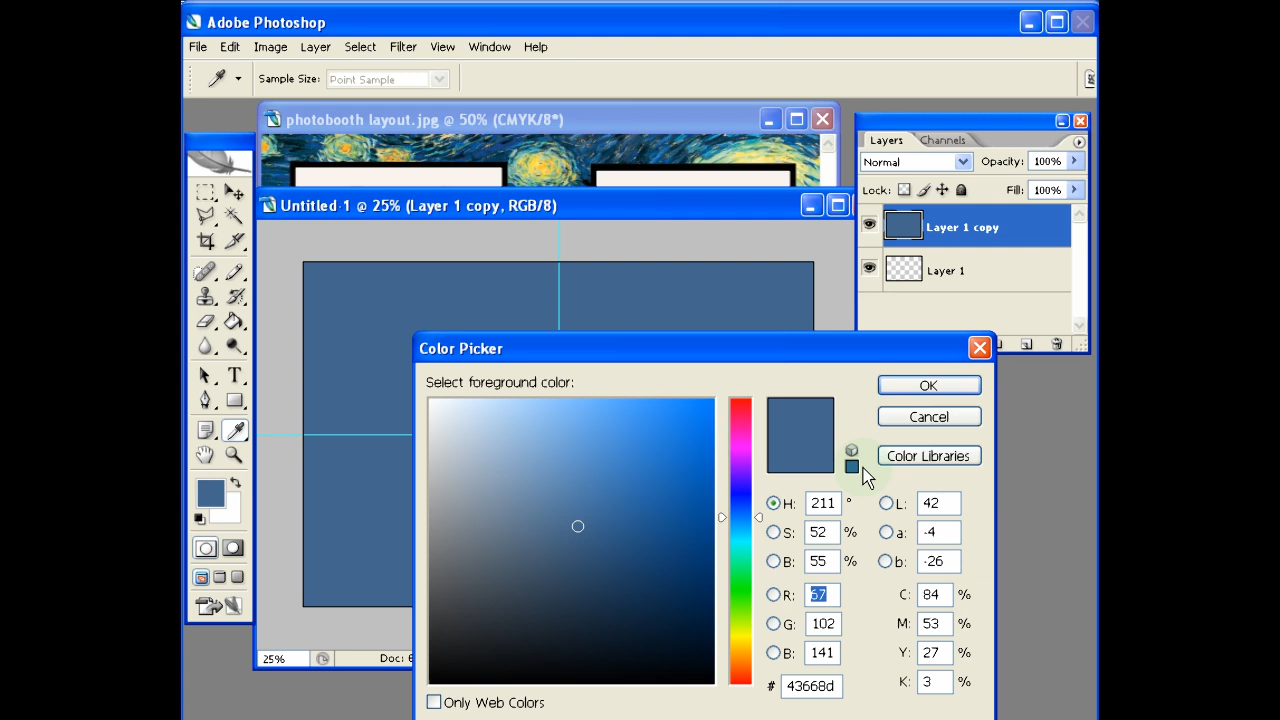 Adobe Photoshop
File Edit Image Layer Select Filter View Window Help
Sample Size: Point Sample
photobooth layout.jpg @ 50% (CMYK/8*)
Untitled-1 @ 25% (Layer 1 copy, RGB/8)
Layers Channels
Normal Opacity: 100%
Lock: Fill: 100%
Layer 1 copy
Layer 1
Color Picker
Select foreground color:
OK
Cancel
Color Libraries
H: 211 ° L: 42
S: 52 % a: -4
B: 55 % b: -26
R: 67 C: 84 %
G: 102 M: 53 %
B: 141 Y: 27 %
# 43668d K: 3 %
Only Web Colors
25% Doc: 6